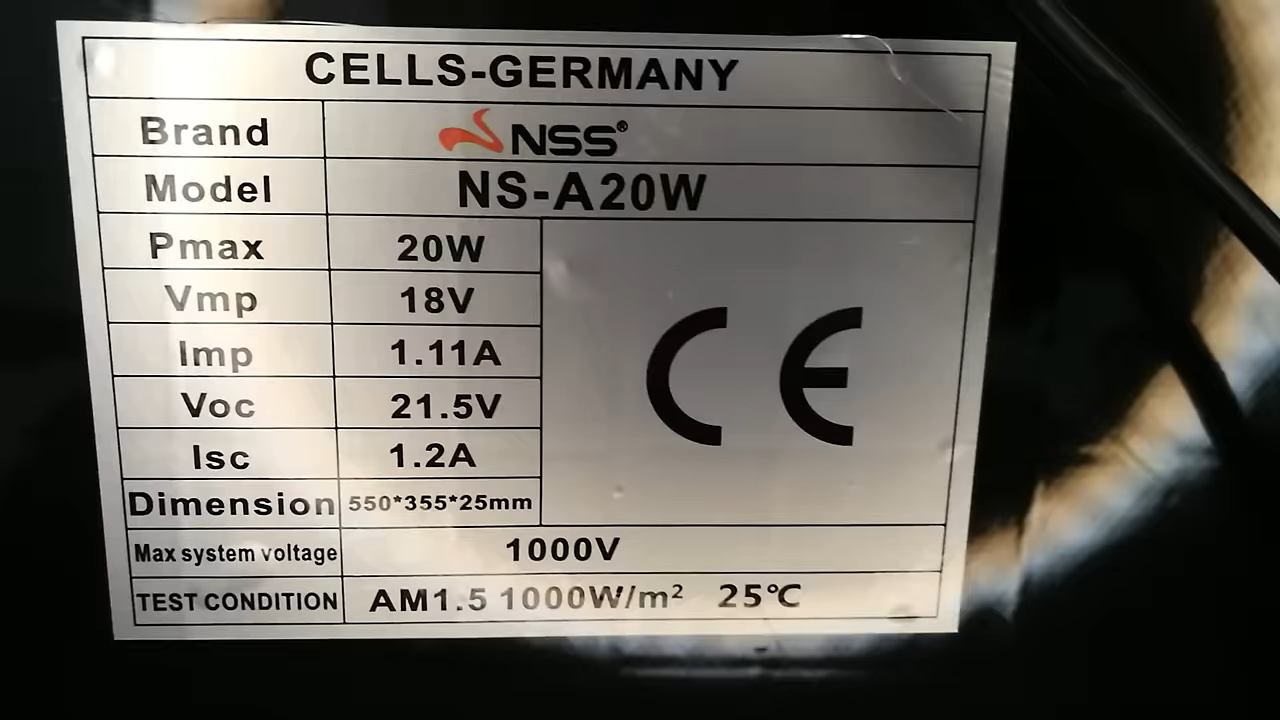 CELLS-GERMANY
Brand NSS®
Model NS-A20W
Pmax 20W
Vmp 18V
Imp 1.11A
Voc 21.5V
Isc 1.2A
Dimension 550*355*25mm
CE
Max system voltage 1000V
TEST CONDITION AM1.5 1000W/m² 25℃